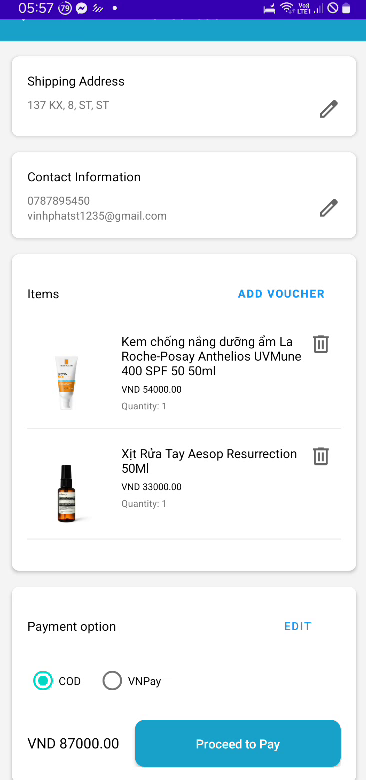 05:57 79
Vo))
LTE1
Shipping Address
137 KX, 8, ST, ST
Contact Information
0787895450
vinhphatst1235@gmail.com
Items
ADD VOUCHER
Kem chống nắng dưỡng ẩm La
Roche-Posay Anthelios UVMune
400 SPF 50 50ml
VND 54000.00
Quantity: 1
Xịt Rửa Tay Aesop Resurrection
50Ml
VND 33000.00
Quantity: 1
Payment option
EDIT
COD
VNPay
VND 87000.00
Proceed to Pay